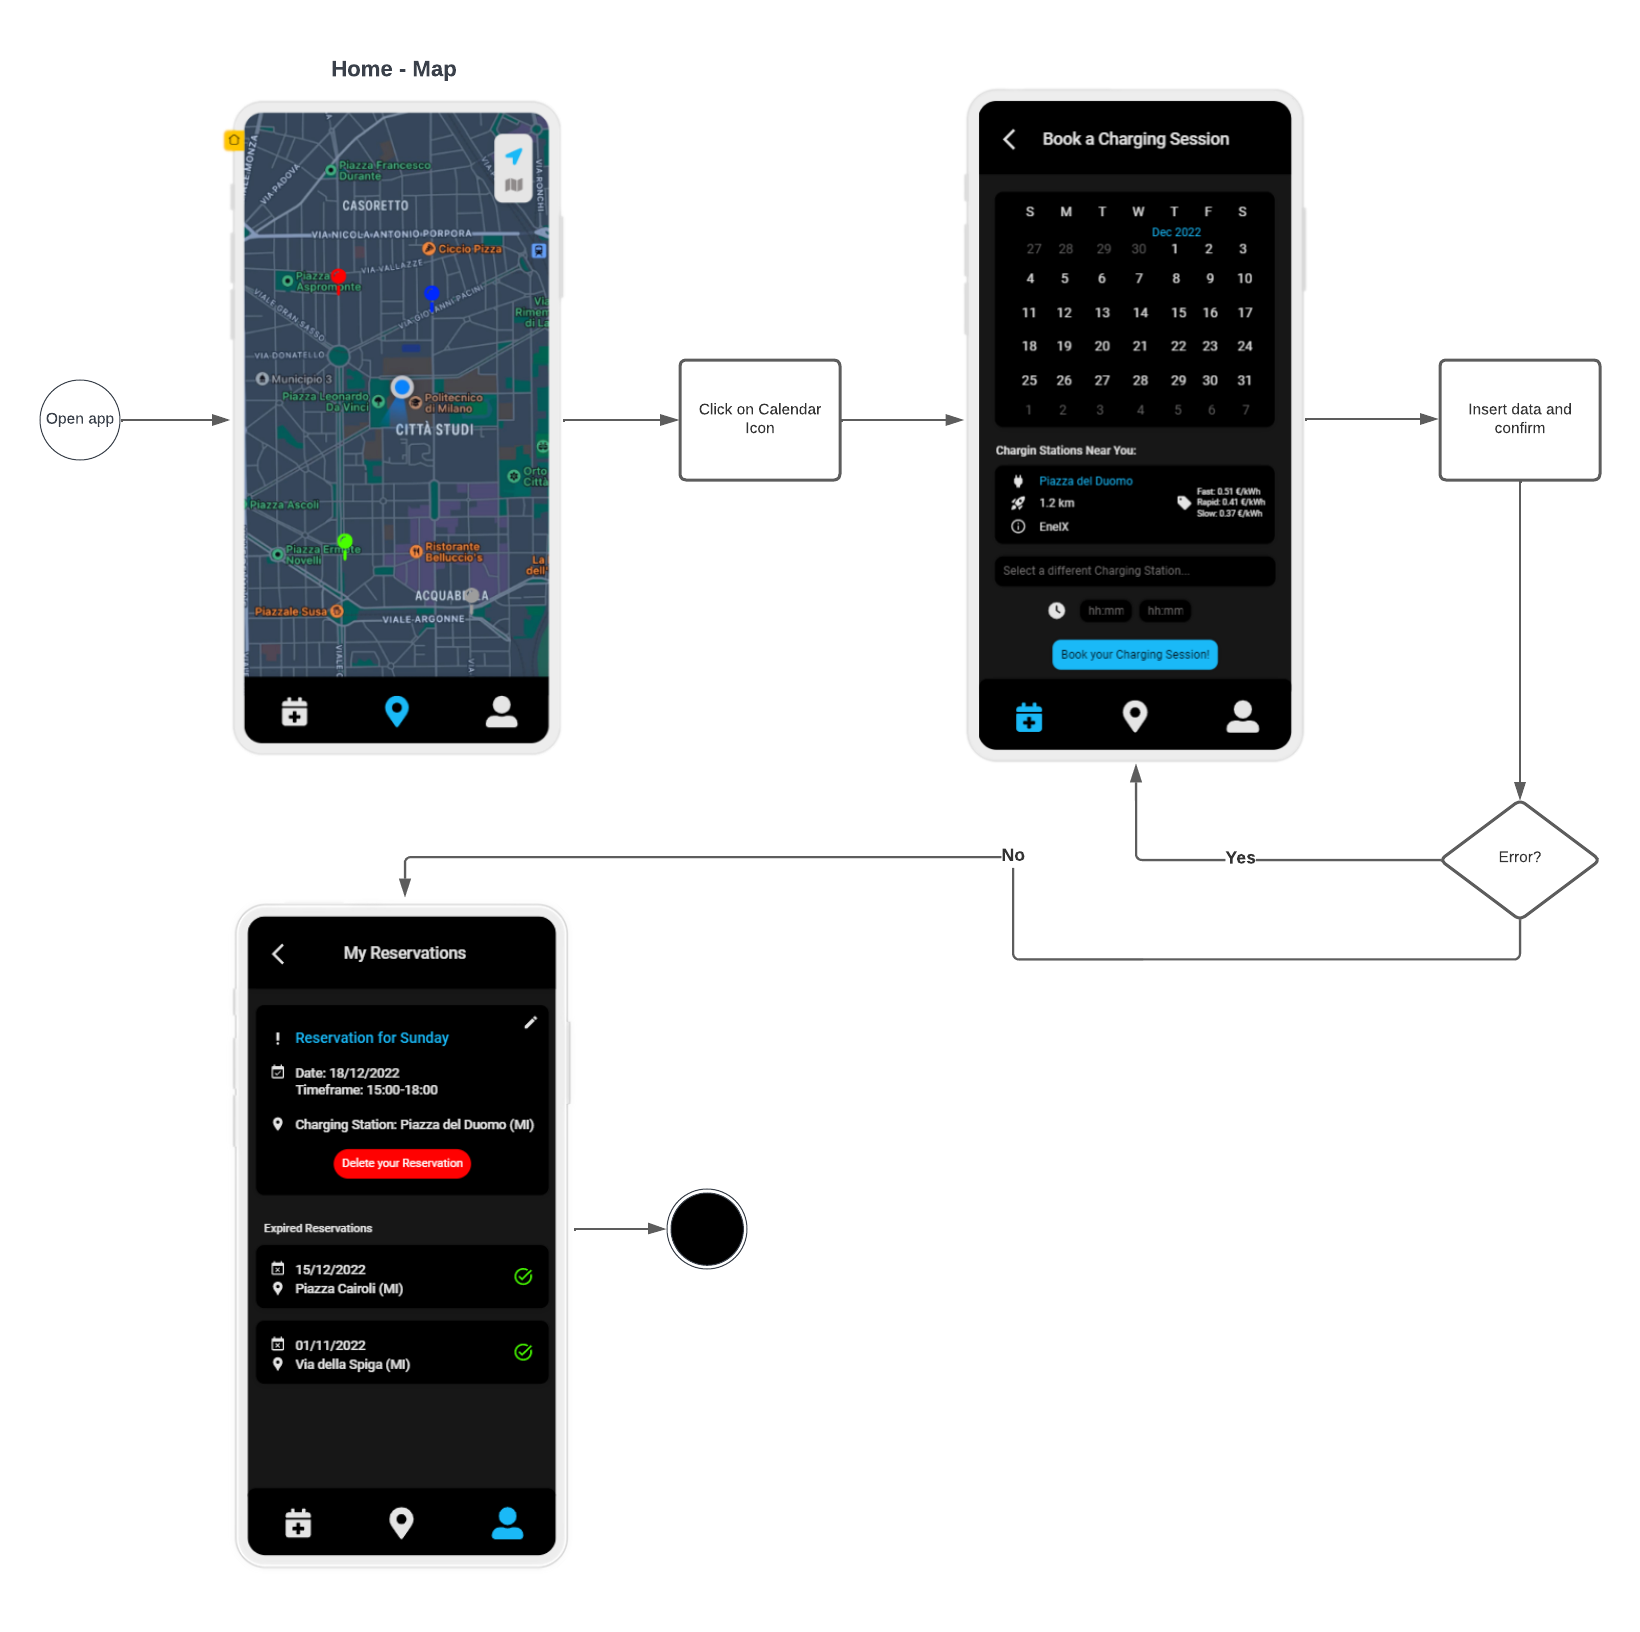 Home - Map
Open app
VIA PADOVA
Piazza Francesco
Durante
CASORETTO
VIA RONCHI
VIA NICOLA ANTONIO PORPORA
Ciccio Pizza
VIA VALLAZZE
Piazza
Aspromonte
VIA GIOVANNI PACINI
Via
Rimem
di La
VIALE GRAN SASSO
VIA DONATELLO
Municipio 3
Piazza Leonardo
Da Vinci
Politecnico
di Milano
CITTÀ STUDI
Orto
Città
Piazza Ascoli
Piazza Ern te
Novelli
Ristorante
Belluccio's
La
dell'
ACQUAB LA
Piazzale Susa
VIALE ARGONNE
VIA
Click on Calendar
Icon
Book a Charging Session
S M T W T F S
Dec 2022
27 28 29 30 1 2 3
4 5 6 7 8 9 10
11 12 13 14 15 16 17
18 19 20 21 22 23 24
25 26 27 28 29 30 31
1 2 3 4 5 6 7
Chargin Stations Near You:
Piazza del Duomo
1.2 km
EnelX
Fast: 0.51 €/kWh
Rapid: 0.41 €/kWh
Slow: 0.37 €/kWh
Select a different Charging Station...
hh:mm hh:mm
Book your Charging Session!
Insert data and
confirm
Error?
Yes
No
My Reservations
Reservation for Sunday
Date: 18/12/2022
Timeframe: 15:00-18:00
Charging Station: Piazza del Duomo (MI)
Delete your Reservation
Expired Reservations
15/12/2022
Piazza Cairoli (MI)
01/11/2022
Via della Spiga (MI)